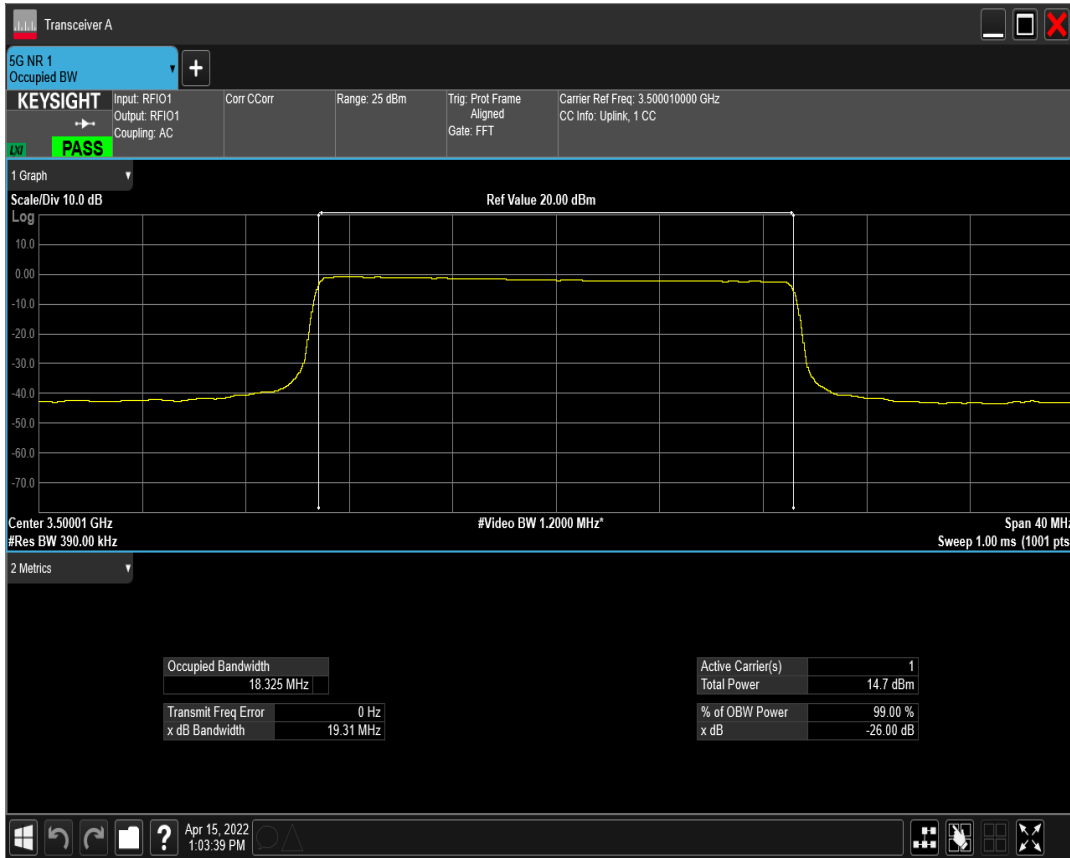 Transceiver A
5G NR 1
Occupied BW
KEYSIGHT
LXI
PASS
Input: RFIO1
Output: RFIO1
Coupling: AC
Corr CCorr
Range: 25 dBm
Trig: Prot Frame
Aligned
Gate: FFT
Carrier Ref Freq: 3.500010000 GHz
CC Info: Uplink, 1 CC
1 Graph
Scale/Div 10.0 dB
Ref Value 20.00 dBm
Log
10.0
0.00
-10.0
-20.0
-30.0
-40.0
-50.0
-60.0
-70.0
Center 3.50001 GHz
#Video BW 1.2000 MHz*
Span 40 MHz
#Res BW 390.00 kHz
Sweep 1.00 ms (1001 pts
2 Metrics
Occupied Bandwidth
18.325 MHz
Transmit Freq Error 0 Hz
x dB Bandwidth 19.31 MHz
Active Carrier(s) 1
Total Power 14.7 dBm
% of OBW Power 99.00 %
x dB -26.00 dB
?
Apr 15, 2022
1:03:39 PM